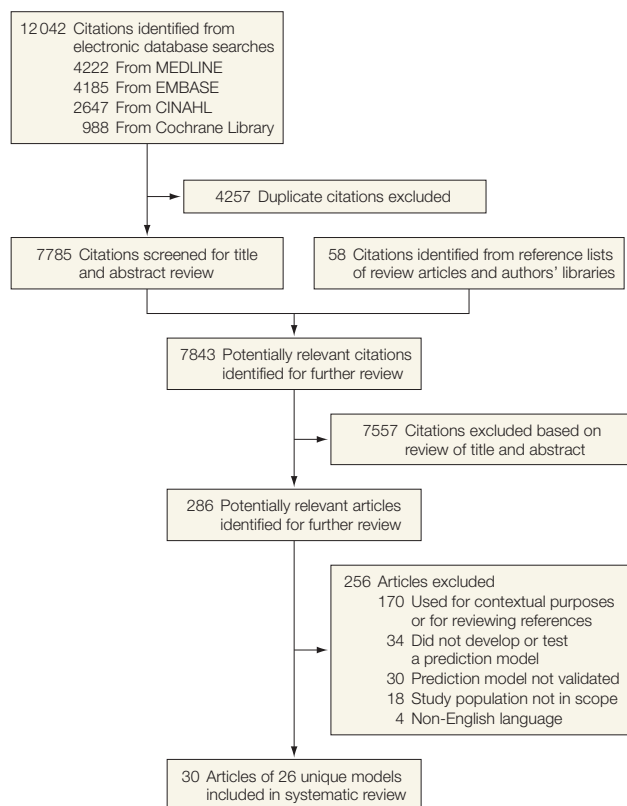 12 042 Citations identified from
electronic database searches
4222 From MEDLINE
4185 From EMBASE
2647 From CINAHL
988 From Cochrane Library
4257 Duplicate citations excluded
7785 Citations screened for title
and abstract review
58 Citations identified from reference lists
of review articles and authors' libraries
7843 Potentially relevant citations
identified for further review
7557 Citations excluded based on
review of title and abstract
286 Potentially relevant articles
identified for further review
256 Articles excluded
170 Used for contextual purposes
or for reviewing references
34 Did not develop or test
a prediction model
30 Prediction model not validated
18 Study population not in scope
4 Non-English language
30 Articles of 26 unique models
included in systematic review